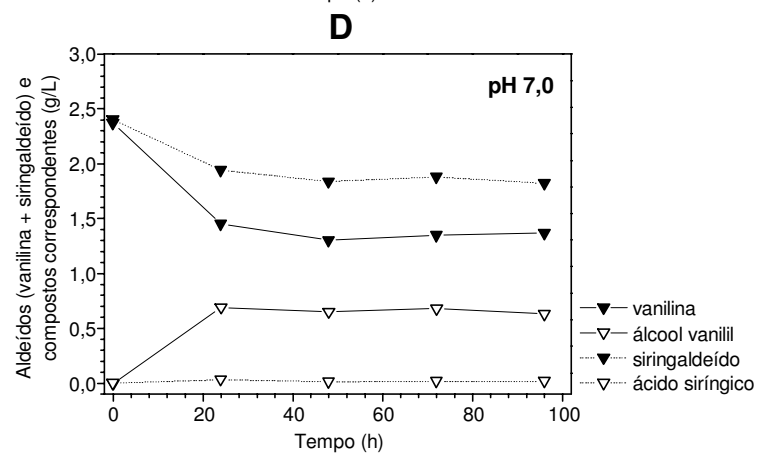 D
3,0
2,5
2,0
1,5
1,0
0,5
0,0
Aldeídos (vanilina + siringaldeído) e
compostos correspondentes (g/L)
pH 7,0
0
20
40
60
80
100
Tempo (h)
vanilina
álcool vanilil
siringaldeído
ácido siríngico